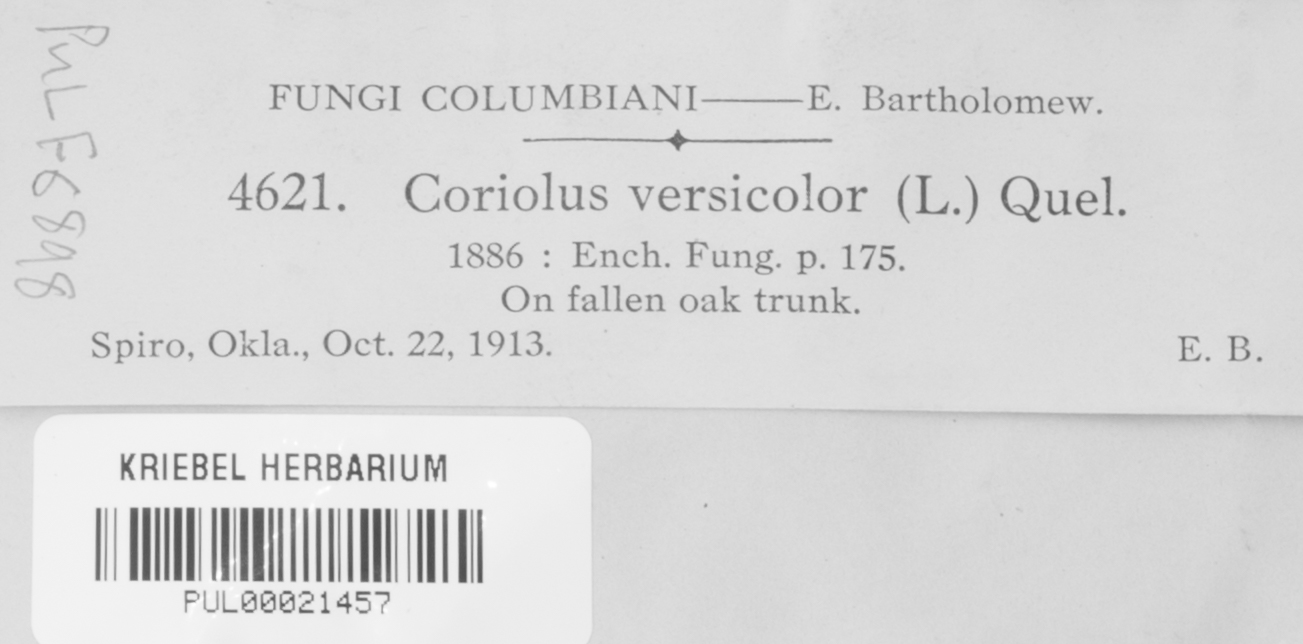 PUL F6898
FUNGI COLUMBIANI——E. Bartholomew.
4621. Coriolus versicolor (L.) Quel.
1886 : Ench. Fung. p. 175.
On fallen oak trunk.
Spiro, Okla., Oct. 22, 1913. E. B.
KRIEBEL HERBARIUM
PUL00021457